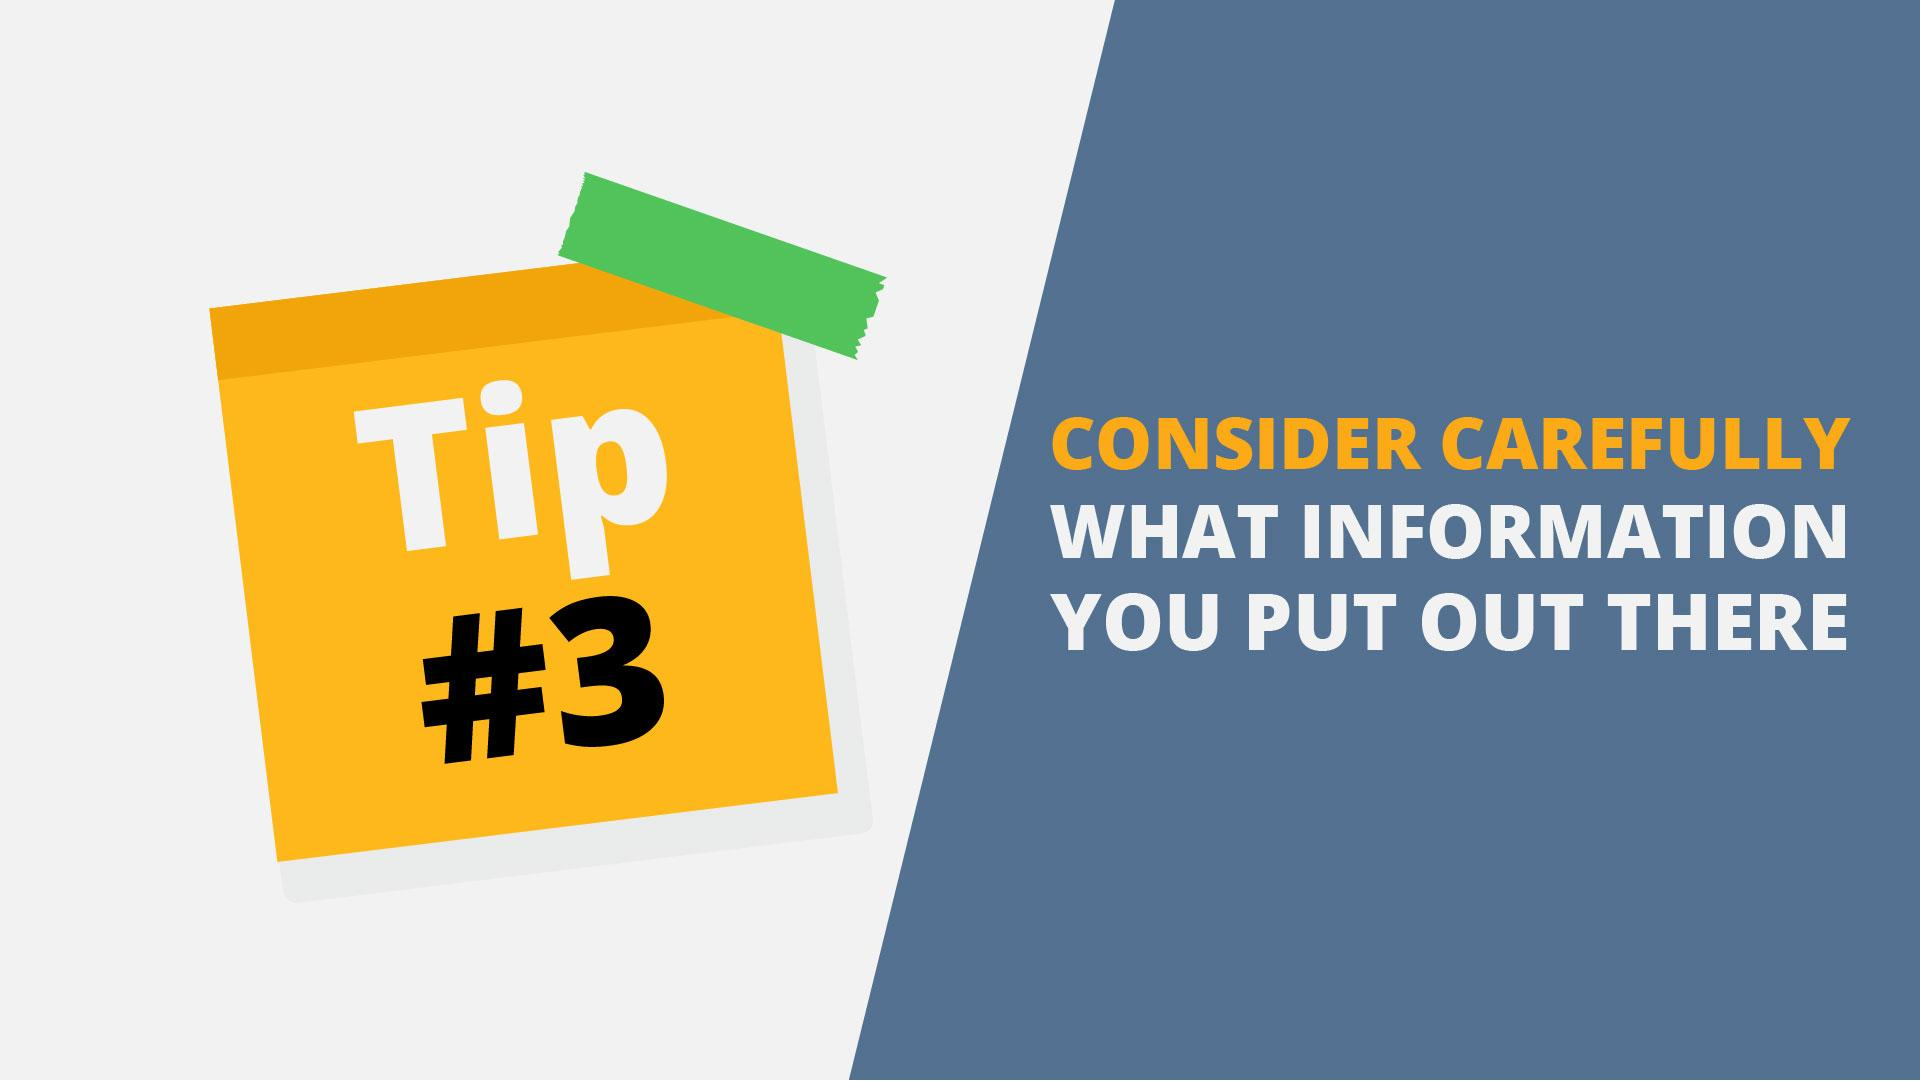 Tip
#3
CONSIDER CAREFULLY
WHAT INFORMATION
YOU PUT OUT THERE